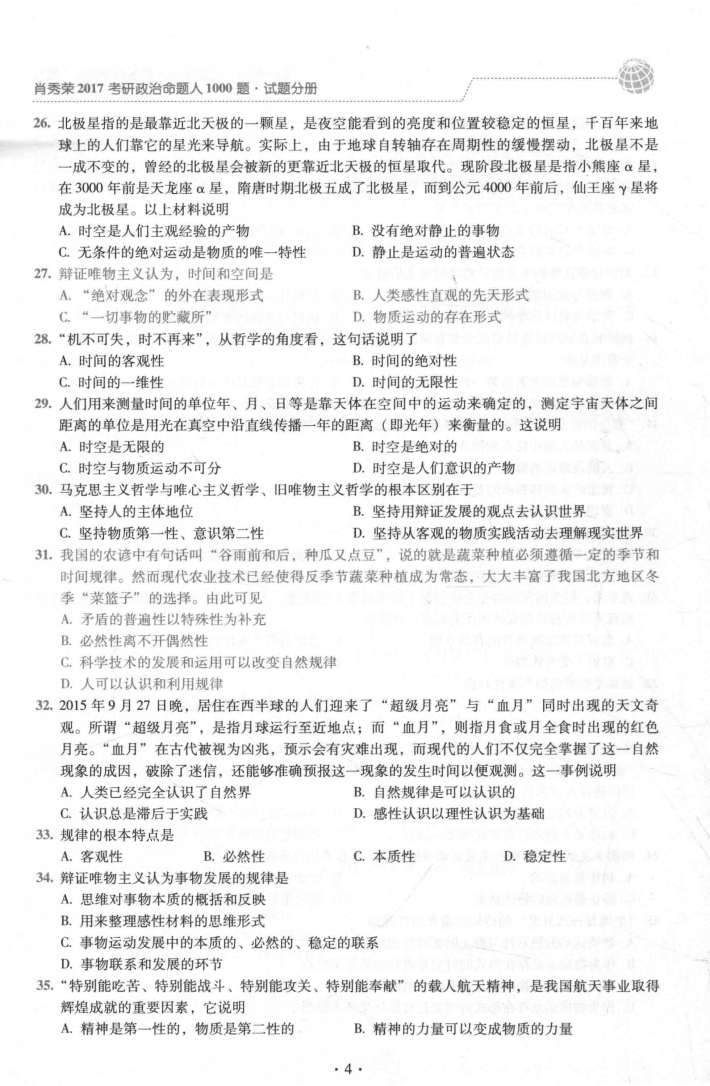 肖秀荣 2017 考研政治命题人 1000 题·试题分册
26. 北极星指的是最靠近北天极的一颗星，是夜空能看到的亮度和位置较稳定的恒星，千百年来地
球上的人们靠它的星光来导航。实际上，由于地球自转轴存在周期性的缓慢摆动，北极星不是
一成不变的，曾经的北极星会被新的更靠近北天极的恒星取代。现阶段北极星是指小熊座 α 星，
在 3000 年前是天龙座 α 星，隋唐时期北极五成了北极星，而到公元 4000 年前后，仙王座 γ 星将
成为北极星。以上材料说明
A. 时空是人们主观经验的产物 B. 没有绝对静止的事物
C. 无条件的绝对运动是物质的唯一特性 D. 静止是运动的普遍状态
27. 辩证唯物主义认为，时间和空间是
A. “绝对观念”的外在表现形式 B. 人类感性直观的先天形式
C. “一切事物的贮藏所” D. 物质运动的存在形式
28. “机不可失，时不再来”，从哲学的角度看，这句话说明了
A. 时间的客观性 B. 时间的绝对性
C. 时间的一维性 D. 时间的无限性
29. 人们用来测量时间的单位年、月、日等是靠天体在空间中的运动来确定的，测定宇宙天体之间
距离的单位是用光在真空中沿直线传播一年的距离（即光年）来衡量的。这说明
A. 时空是无限的 B. 时空是绝对的
C. 时空与物质运动不可分 D. 时空是人们意识的产物
30. 马克思主义哲学与唯心主义哲学、旧唯物主义哲学的根本区别在于
A. 坚持人的主体地位 B. 坚持用辩证发展的观点去认识世界
C. 坚持物质第一性、意识第二性 D. 坚持从客观的物质实践活动去理解现实世界
31. 我国的农谚中有句话叫“谷雨前和后，种瓜又点豆”，说的就是蔬菜种植必须遵循一定的季节和
时间规律。然而现代农业技术已经使得反季节蔬菜种植成为常态，大大丰富了我国北方地区冬
季“菜篮子”的选择。由此可见
A. 矛盾的普遍性以特殊性为补充
B. 必然性离不开偶然性
C. 科学技术的发展和运用可以改变自然规律
D. 人可以认识和利用规律
32. 2015 年 9 月 27 日晚，居住在西半球的人们迎来了“超级月亮”与“血月”同时出现的天文奇
观。所谓“超级月亮”，是指月球运行至近地点；而“血月”，则指月食或月全食时出现的红色
月亮。“血月”在古代被视为凶兆，预示会有灾难出现，而现代的人们不仅完全掌握了这一自然
现象的成因，破除了迷信，还能够准确预报这一现象的发生时间以便观测。这一事例说明
A. 人类已经完全认识了自然界 B. 自然规律是可以认识的
C. 认识总是滞后于实践 D. 感性认识以理性认识为基础
33. 规律的根本特点是
A. 客观性 B. 必然性 C. 本质性 D. 稳定性
34. 辩证唯物主义认为事物发展的规律是
A. 思维对事物本质的概括和反映
B. 用来整理感性材料的思维形式
C. 事物运动发展中的本质的、必然的、稳定的联系
D. 事物联系和发展的环节
35. “特别能吃苦、特别能战斗、特别能攻关、特别能奉献”的载人航天精神，是我国航天事业取得
辉煌成就的重要因素，它说明
A. 精神是第一性的，物质是第二性的 B. 精神的力量可以变成物质的力量
· 4 ·